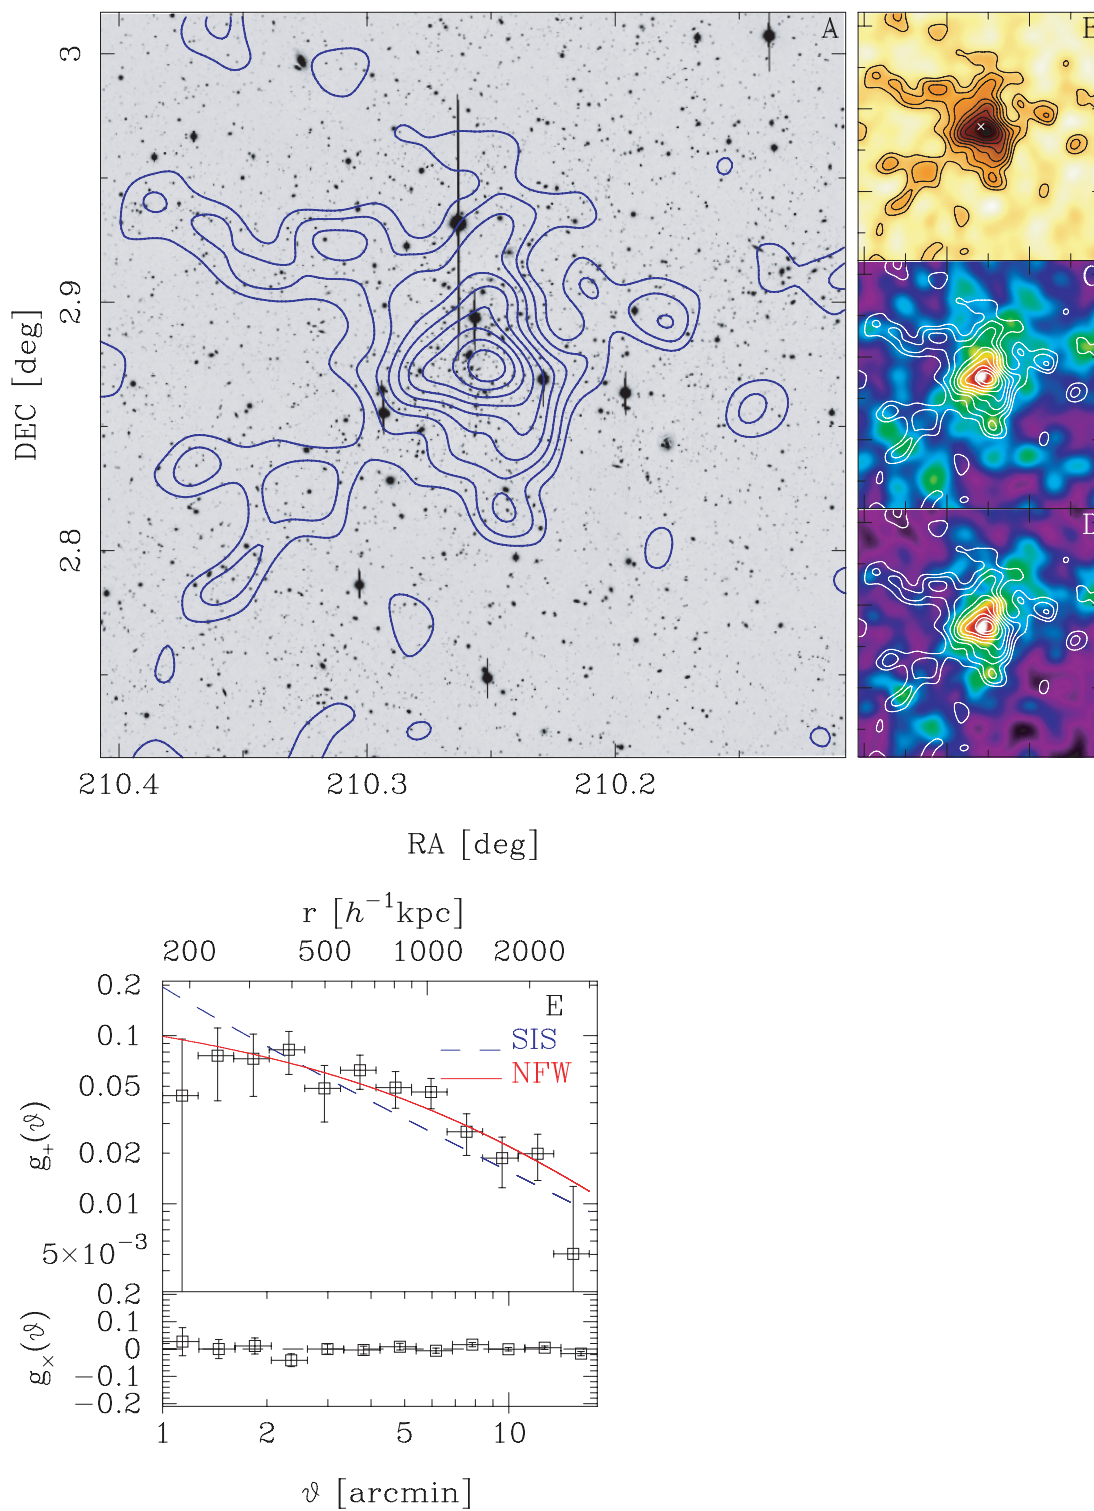 A
B
C
D
3
2.9
2.8
DEC [deg]
210.4 210.3 210.2
RA [deg]
r [h⁻¹kpc]
200 500 1000 2000
E
SIS
NFW
0.2
0.1
0.05
0.02
0.01
5×10⁻³
g₊(ϑ)
0.2
0.1
0
−0.1
−0.2
g×(ϑ)
1 2 5 10
ϑ [arcmin]